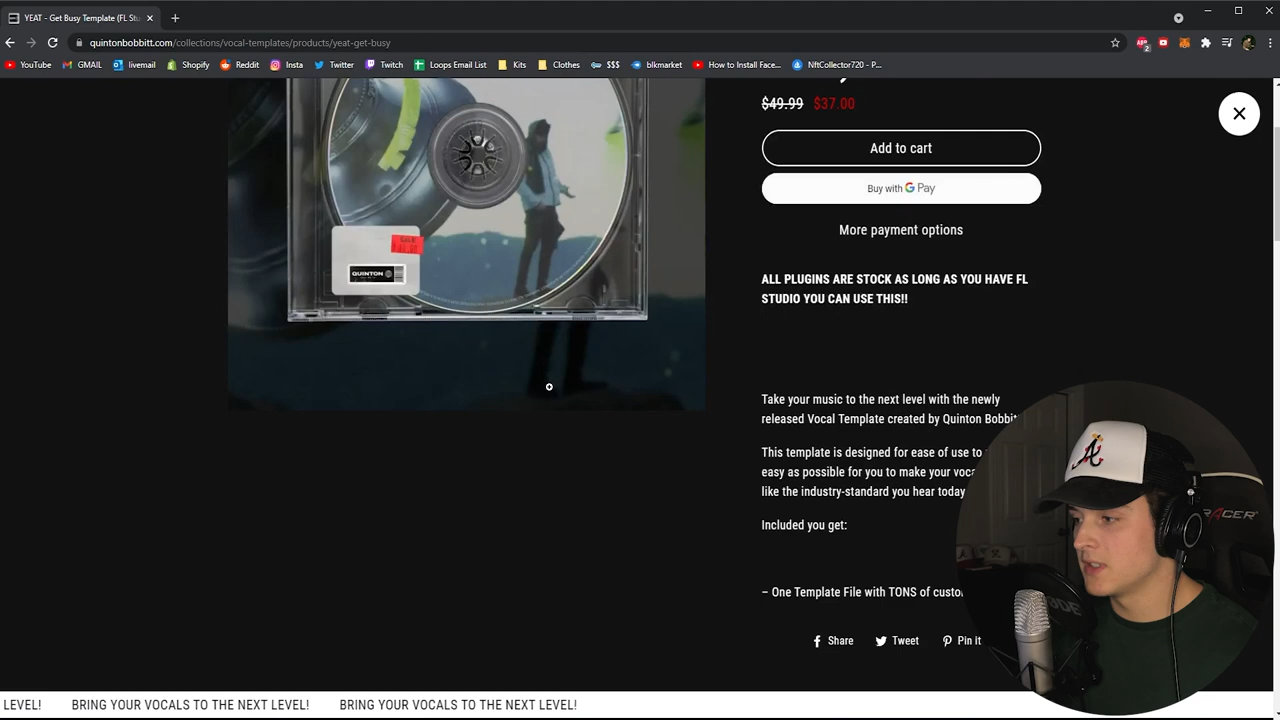 YEAT - Get Busy Template (FL Stu
quintonbobbitt.com/collections/vocal-templates/products/yeat-get-busy
YouTube GMAIL livemail Shopify Reddit Insta Twitter Twitch Loops Email List Kits Clothes $$$ blkmarket How to Install Face... NftCollector720 - P...
$49.99 $37.00
Add to cart
Buy with G Pay
More payment options
ALL PLUGINS ARE STOCK AS LONG AS YOU HAVE FL
STUDIO YOU CAN USE THIS!!
QUINTON
Take your music to the next level with the newly
released Vocal Template created by Quinton Bobbit
This template is designed for ease of use to
easy as possible for you to make your voca
like the industry-standard you hear today
Included you get:
– One Template File with TONS of custo
Share Tweet Pin it
LEVEL! BRING YOUR VOCALS TO THE NEXT LEVEL! BRING YOUR VOCALS TO THE NEXT LEVEL!